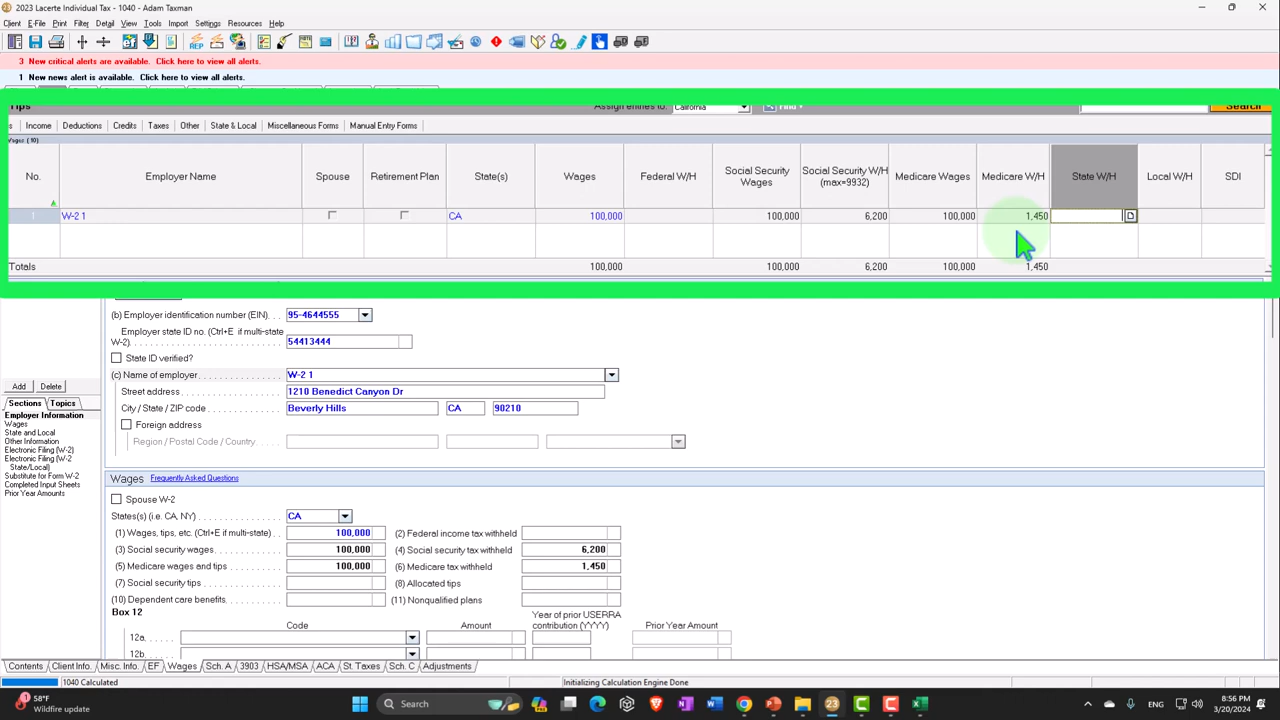 23 2023 Lacerte Individual Tax - 1040 - Adam Taxman
Client E-File Print Filter Detail View Tools Import Settings Resources Help
3 New critical alerts are available. Click here to view all alerts.
1 New news alert is available. Click here to view all alerts.
Tips Assign entries to: California Find Search
s Income Deductions Credits Taxes Other State & Local Miscellaneous Forms Manual Entry Forms
Wages (10)
No. Employer Name Spouse Retirement Plan State(s) Wages Federal W/H Social Security Wages Social Security W/H (max=9932) Medicare Wages Medicare W/H State W/H Local W/H SDI
1 W-2 1 CA 100,000 100,000 6,200 100,000 1,450
Totals 100,000 100,000 6,200 100,000 1,450
(b) Employer identification number (EIN). 95-4644555
Employer state ID no. (Ctrl+E if multi-state
W-2). . . . 54413444
State ID verified?
(c) Name of employer. . . . W-2 1
Street address . . . . 1210 Benedict Canyon Dr
City / State / ZIP code . . . . Beverly Hills CA 90210
Foreign address
Region / Postal Code / Country. . . .
Add Delete
Sections Topics
Employer Information
Wages
State and Local
Other Information
Electronic Filing (W-2)
Electronic Filing (W-2
State/Local)
Substitute for Form W-2
Completed Input Sheets
Prior Year Amounts
Wages Frequently Asked Questions
Spouse W-2
States(s) (i.e. CA, NY) . . . . CA
(1) Wages, tips, etc. (Ctrl+E if multi-state) . . 100,000 (2) Federal income tax withheld
(3) Social security wages 100,000 (4) Social security tax withheld 6,200
(5) Medicare wages and tips 100,000 (6) Medicare tax withheld 1,450
(7) Social security tips (8) Allocated tips
(10) Dependent care benefits. (11) Nonqualified plans
Box 12
Code Amount Year of prior USERRA contribution (YYYY) Prior Year Amount
12a. . . . .
12b. . . . .
Contents Client Info. Misc. Info. EF Wages Sch. A 3903 HSA/MSA ACA St. Taxes Sch. C Adjustments
1040 Calculated Initializing Calculation Engine Done
58°F
Wildfire update
Search
ENG
8:56 PM
3/20/2024